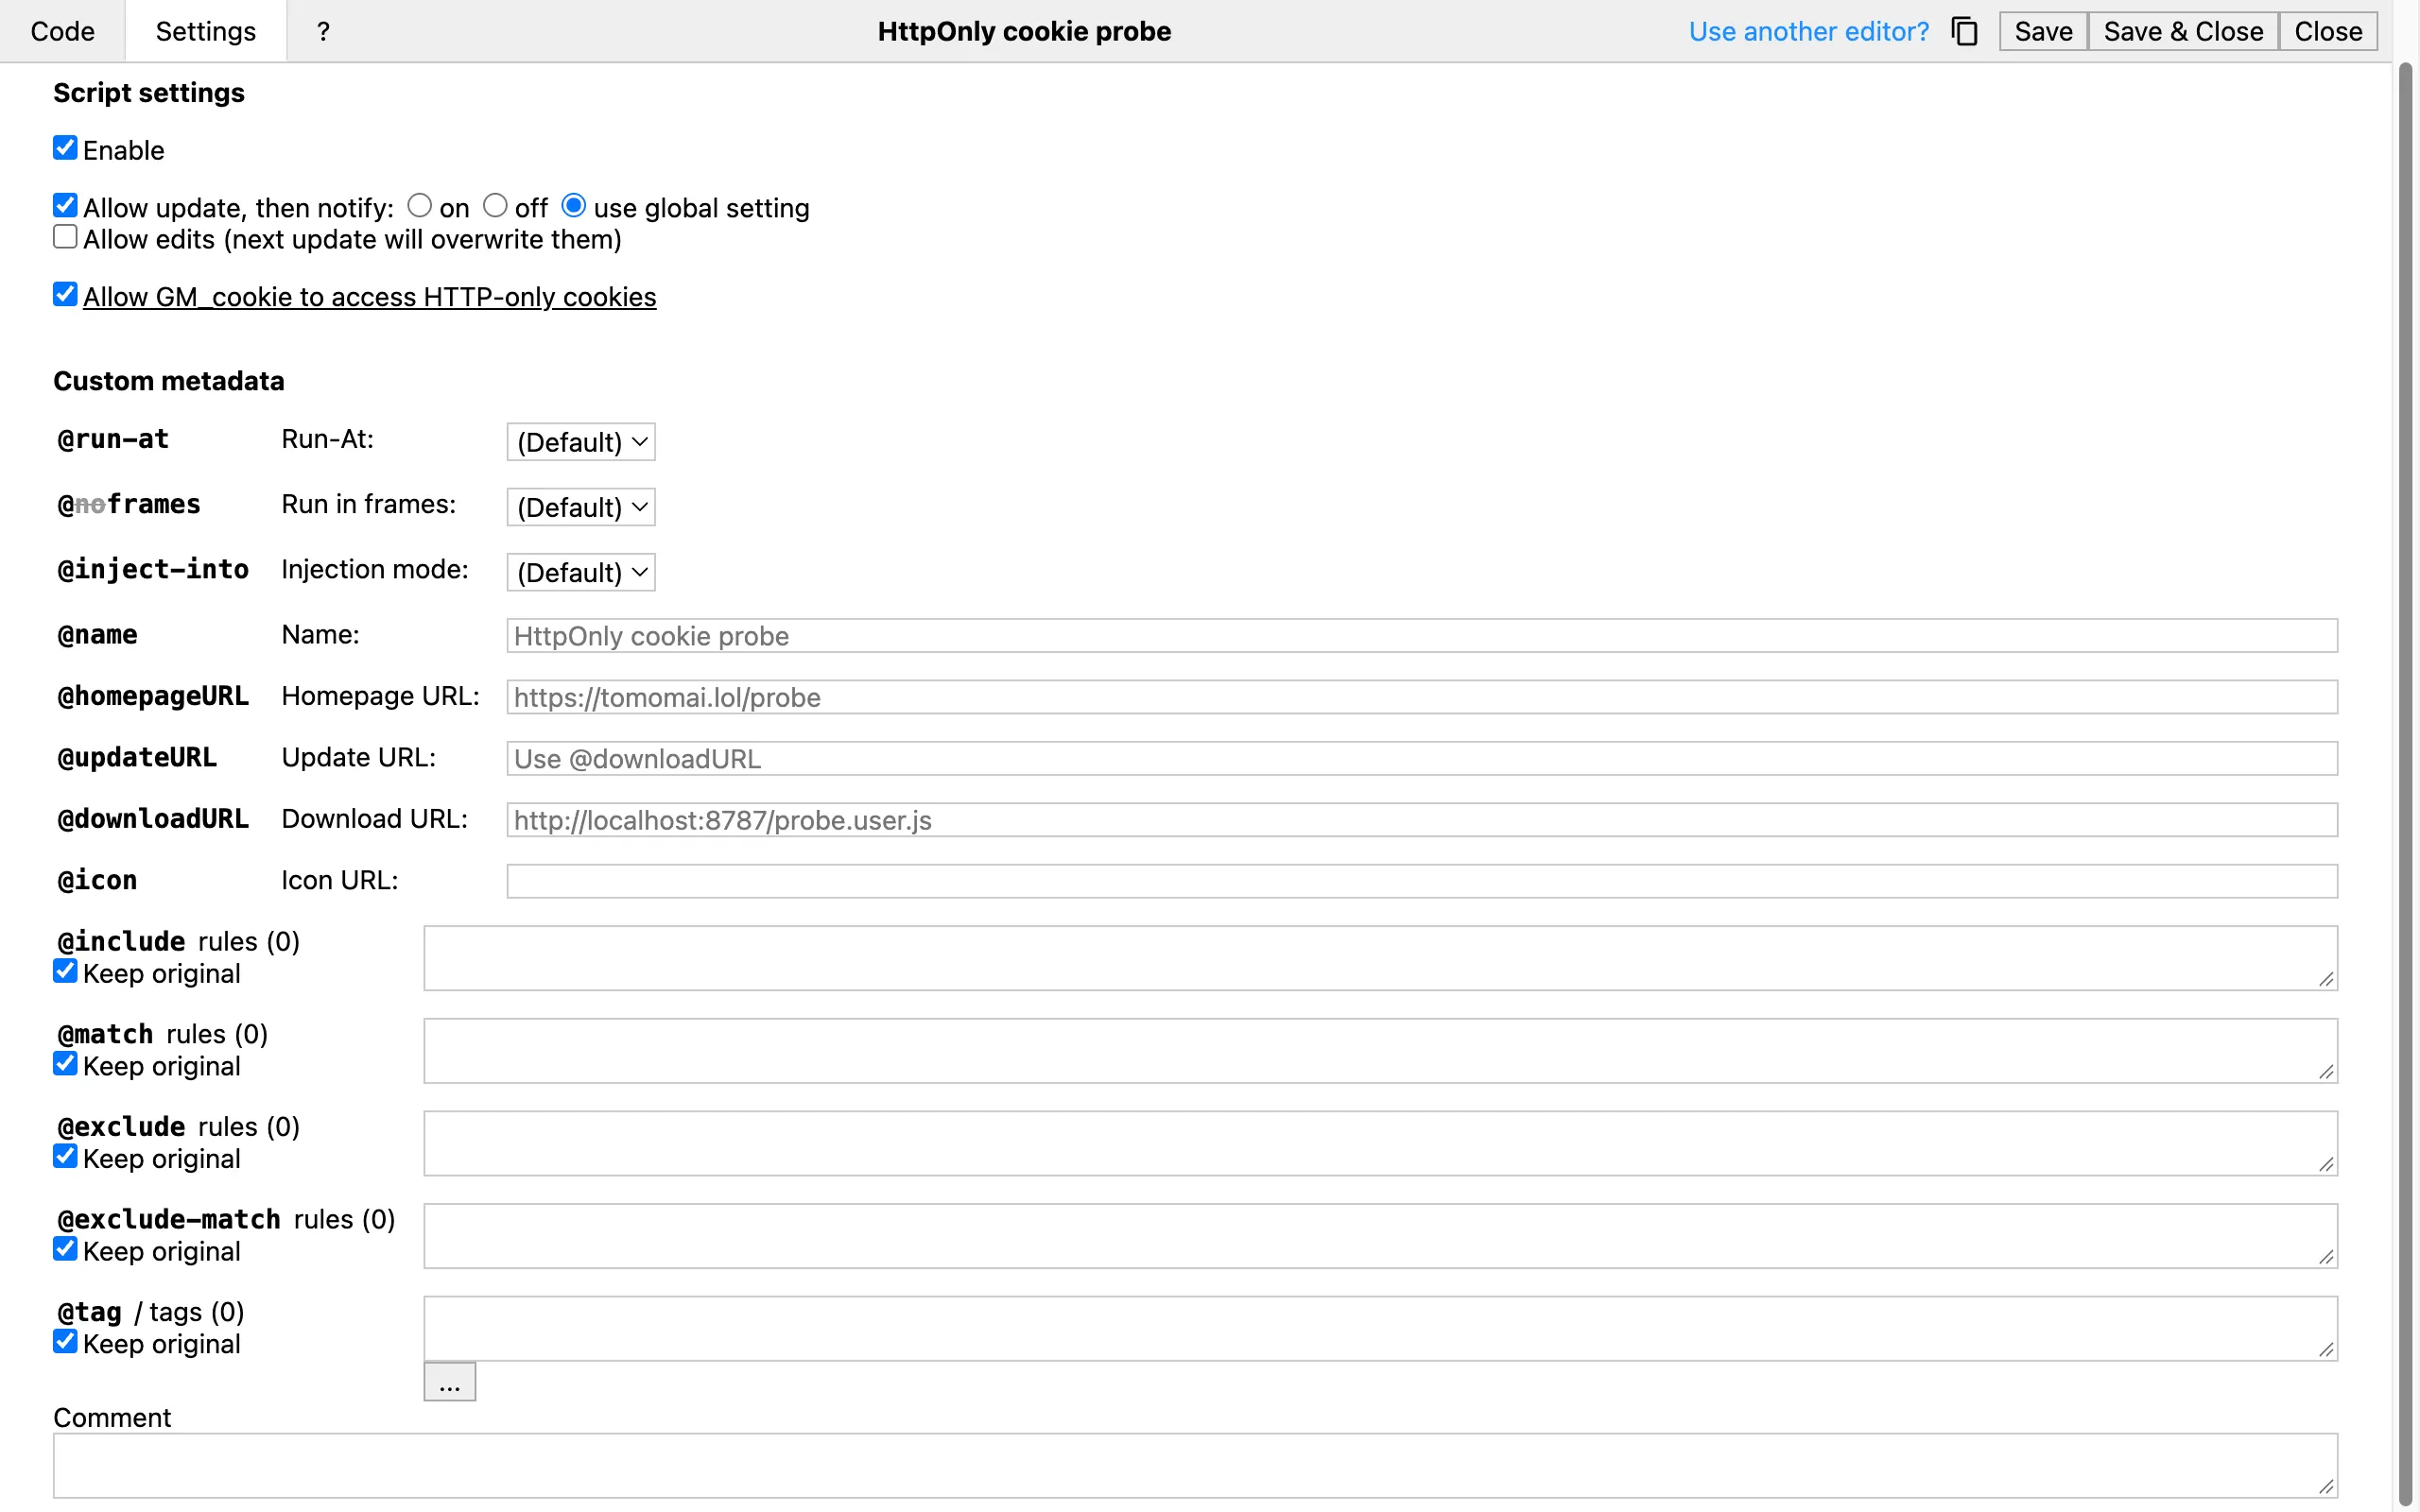 Code Settings ? HttpOnly cookie probe Use another editor? Save Save & Close Close
Script settings
Enable
Allow update, then notify: on off use global setting
Allow edits (next update will overwrite them)
Allow GM_cookie to access HTTP-only cookies
Custom metadata
@run-at Run-At: (Default)
@noframes Run in frames: (Default)
@inject-into Injection mode: (Default)
@name Name: HttpOnly cookie probe
@homepageURL Homepage URL: https://tomomai.lol/probe
@updateURL Update URL: Use @downloadURL
@downloadURL Download URL: http://localhost:8787/probe.user.js
@icon Icon URL:
@include rules (0)
Keep original
@match rules (0)
Keep original
@exclude rules (0)
Keep original
@exclude-match rules (0)
Keep original
@tag / tags (0)
Keep original
...
Comment